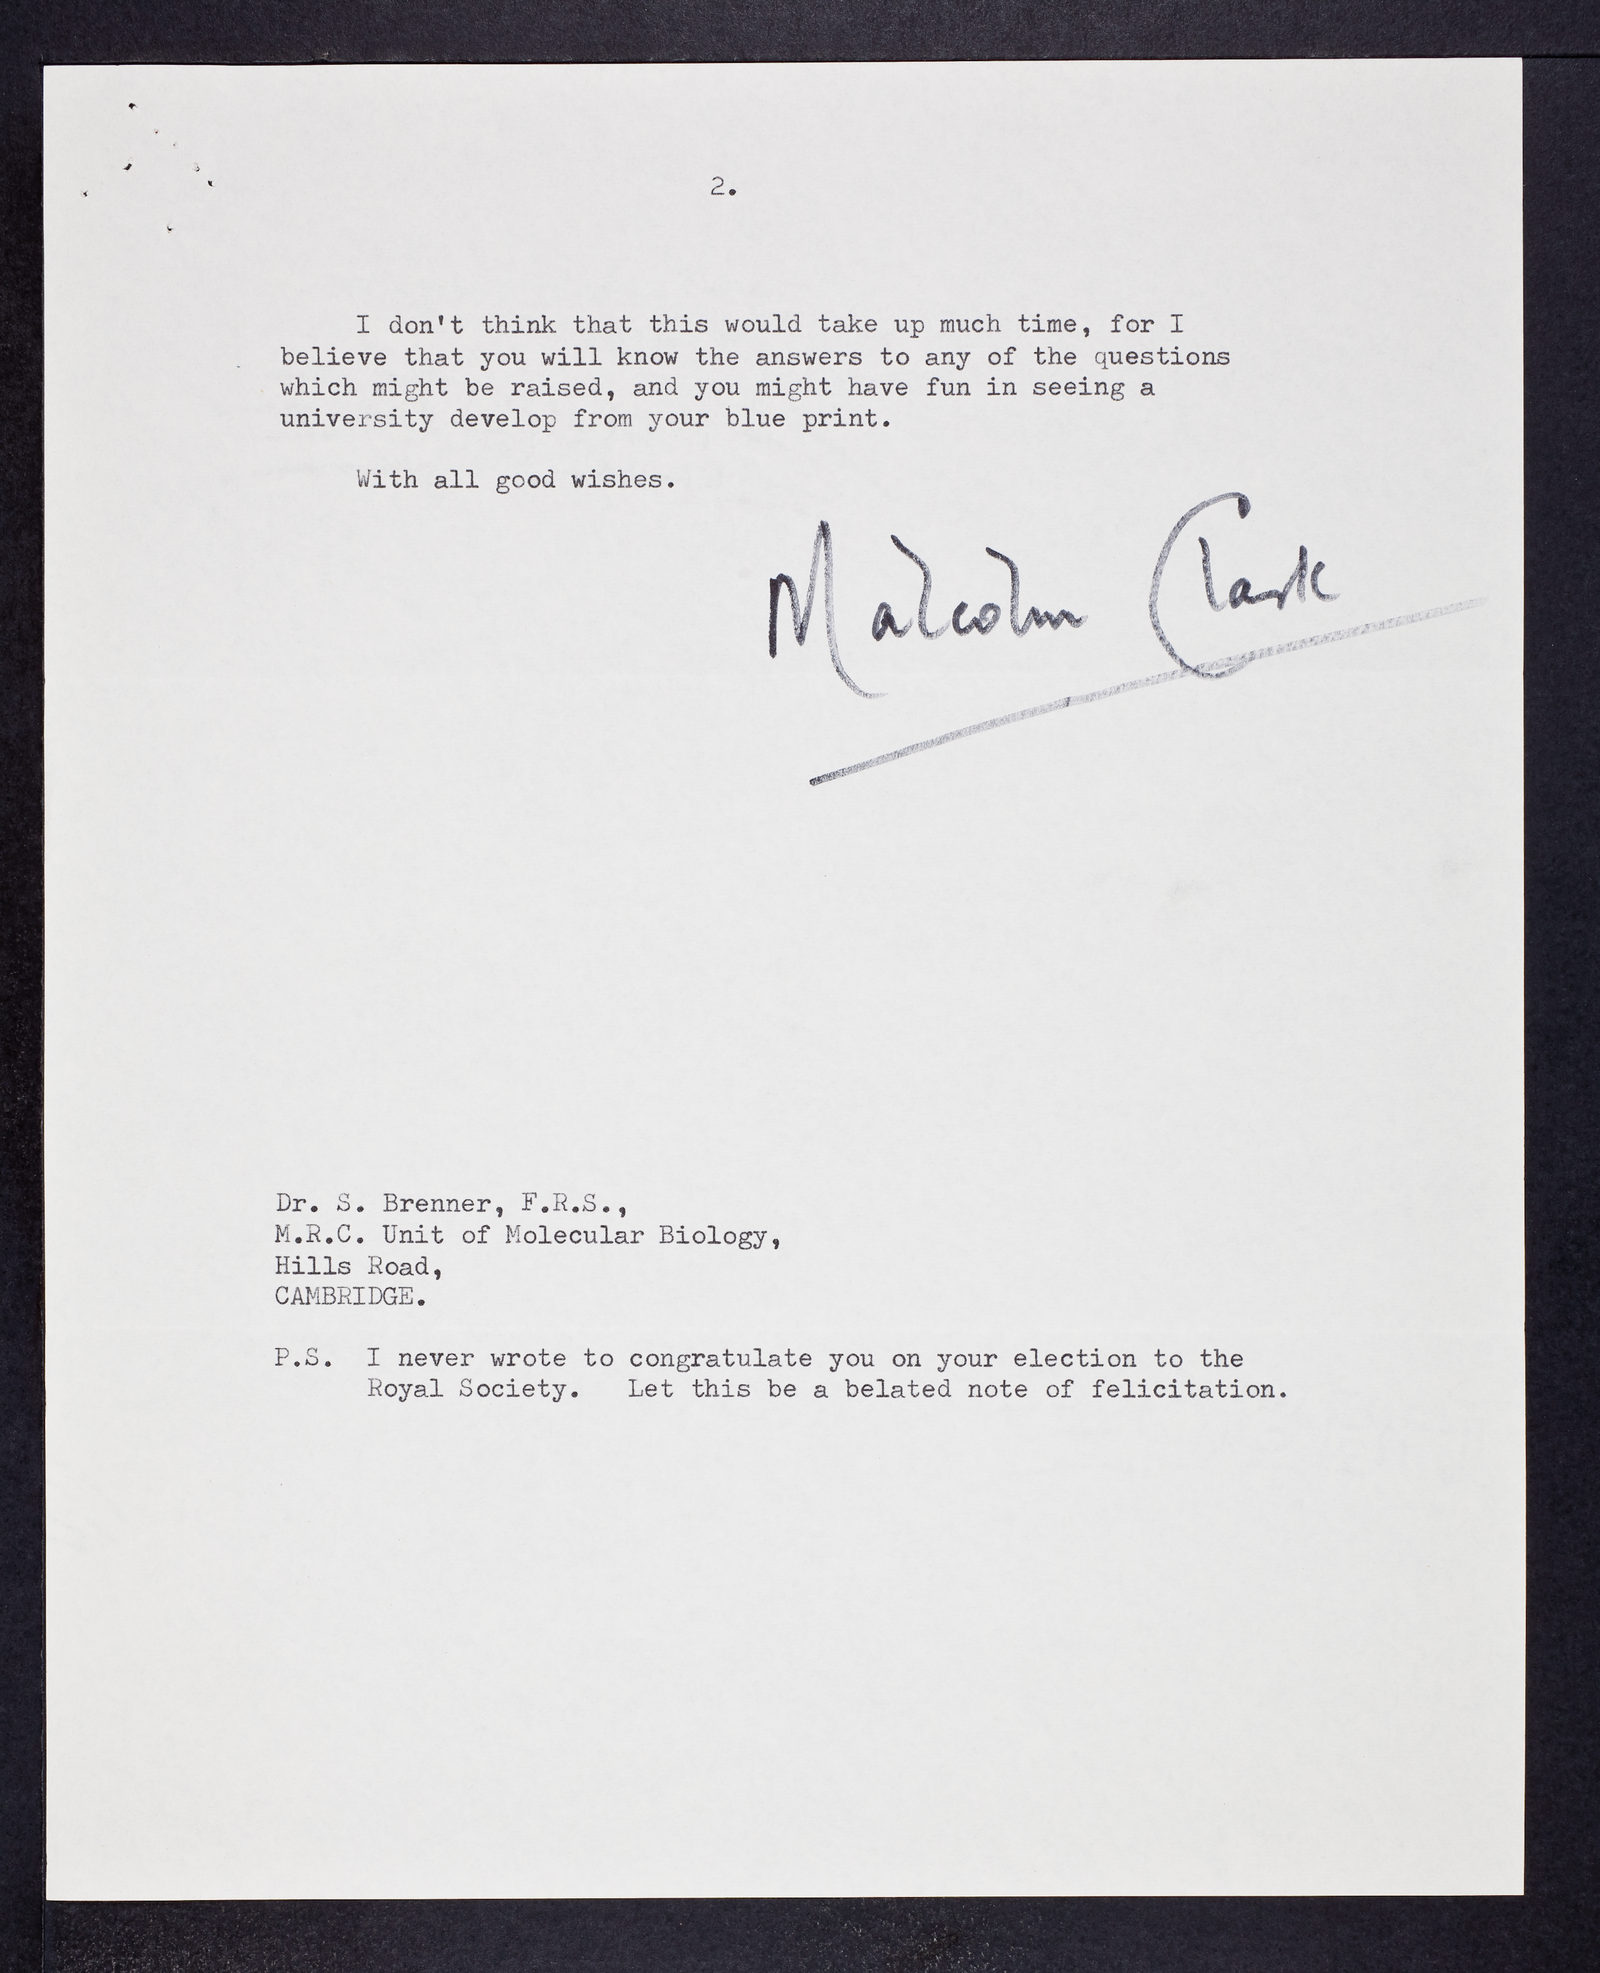 2.
I don't think that this would take up much time, for I
believe that you will know the answers to any of the questions
which might be raised, and you might have fun in seeing a
university develop from your blue print.
With all good wishes.
Malcolm Clark
Dr. S. Brenner, F.R.S.,
M.R.C. Unit of Molecular Biology,
Hills Road,
CAMBRIDGE.
P.S. I never wrote to congratulate you on your election to the
Royal Society. Let this be a belated note of felicitation.